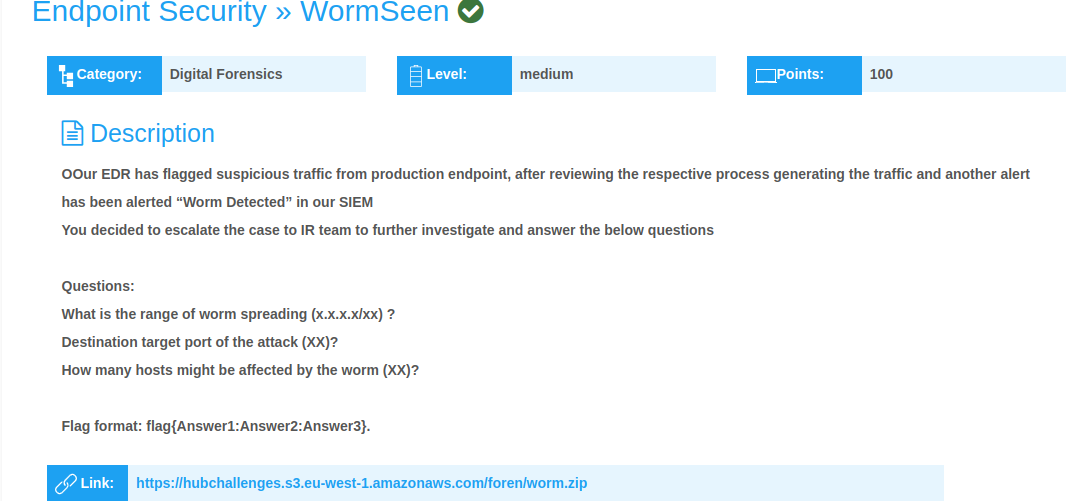 Endpoint Security » WormSeen
Category: Digital Forensics Level: medium Points: 100
Description
OOur EDR has flagged suspicious traffic from production endpoint, after reviewing the respective process generating the traffic and another alert
has been alerted “Worm Detected” in our SIEM
You decided to escalate the case to IR team to further investigate and answer the below questions
Questions:
What is the range of worm spreading (x.x.x.x/xx) ?
Destination target port of the attack (XX)?
How many hosts might be affected by the worm (XX)?
Flag format: flag{Answer1:Answer2:Answer3}.
Link: https://hubchallenges.s3.eu-west-1.amazonaws.com/foren/worm.zip